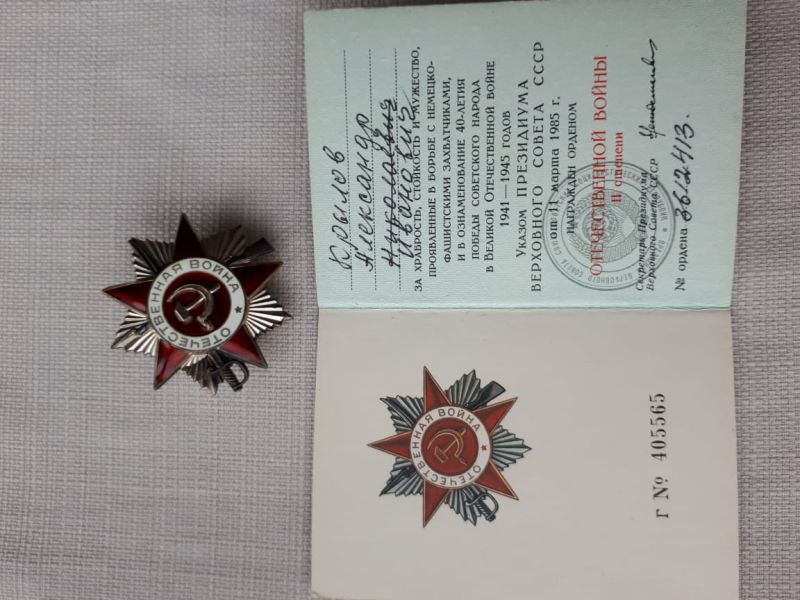 Крылов
Александр
Николаевич
Иванович
ЗА ХРАБРОСТЬ, СТОЙКОСТЬ И МУЖЕСТВО,
ПРОЯВЛЕННЫЕ В БОРЬБЕ С НЕМЕЦКО-
ФАШИСТСКИМИ ЗАХВАТЧИКАМИ,
И В ОЗНАМЕНОВАНИЕ 40-ЛЕТИЯ
ПОБЕДЫ СОВЕТСКОГО НАРОДА
В ВЕЛИКОЙ ОТЕЧЕСТВЕННОЙ ВОЙНЕ
1941—1945 ГОДОВ
Указом ПРЕЗИДИУМА
ВЕРХОВНОГО СОВЕТА СССР
от 11 марта 1985 г.
НАГРАЖДЕН ОРДЕНОМ
ОТЕЧЕСТВЕННОЙ ВОЙНЫ
II степени
Секретарь Президиума
Верховного Совета СССР
№ ордена 3612413.
ОТЕЧЕСТВЕННАЯ ВОЙНА
Г № 405565
ОТЕЧЕСТВЕННАЯ ВОЙНА